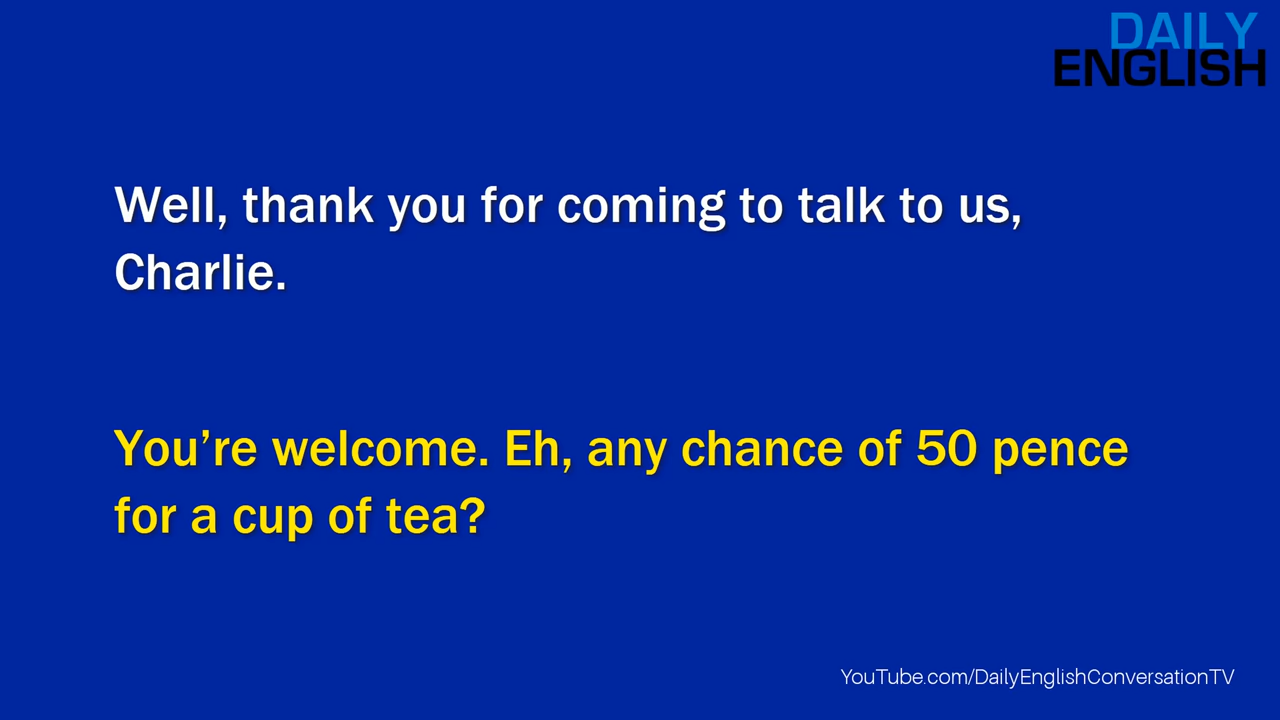 DAILY
ENGLISH
Well, thank you for coming to talk to us,
Charlie.
You’re welcome. Eh, any chance of 50 pence
for a cup of tea?
YouTube.com/DailyEnglishConversationTV